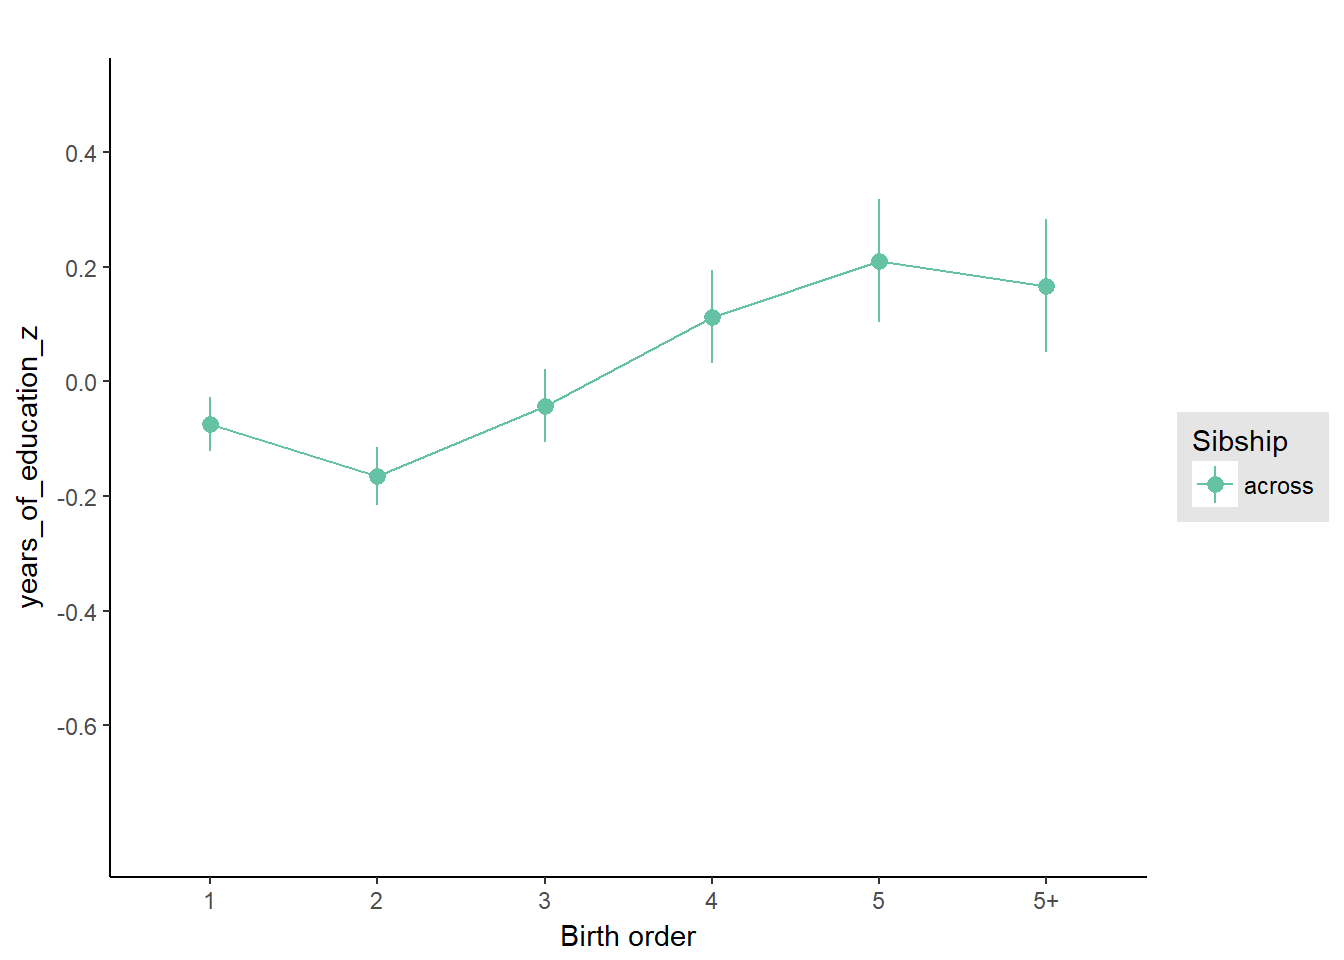 0.4
0.2
0.0
-0.2
-0.4
-0.6
years_of_education_z
1 2 3 4 5 5+
Birth order
Sibship
across